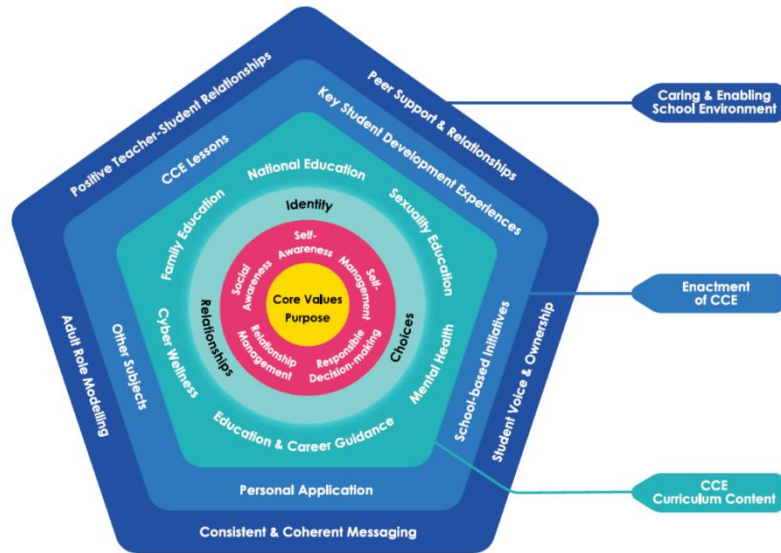 Positive Teacher-Student Relationships
Peer Support & Relationships
Student Voice & Ownership
Consistent & Coherent Messaging
Adult Role Modelling
CCE Lessons
Key Student Development Experiences
School-based Initiatives
Personal Application
Other Subjects
National Education
Sexuality Education
Mental Health
Education & Career Guidance
Cyber Wellness
Family Education
Identity
Choices
Relationships
Self-
Awareness
Self-
Management
Responsible
Decision-making
Relationship
Management
Social
Awareness
Core Values
Purpose
Caring & Enabling
School Environment
Enactment
of CCE
CCE
Curriculum Content